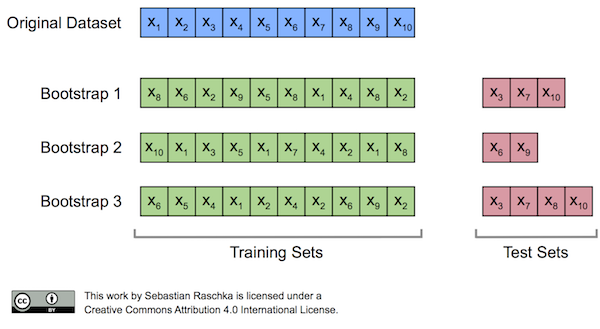 Original Dataset x1 x2 x3 x4 x5 x6 x7 x8 x9 x10
Bootstrap 1 x8 x6 x2 x9 x5 x8 x1 x4 x8 x2 x3 x7 x10
Bootstrap 2 x10 x1 x3 x5 x1 x7 x4 x2 x1 x8 x6 x9
Bootstrap 3 x6 x5 x4 x1 x2 x4 x2 x6 x9 x2 x3 x7 x8 x10
Training Sets Test Sets
cc BY This work by Sebastian Raschka is licensed under a
Creative Commons Attribution 4.0 International License.